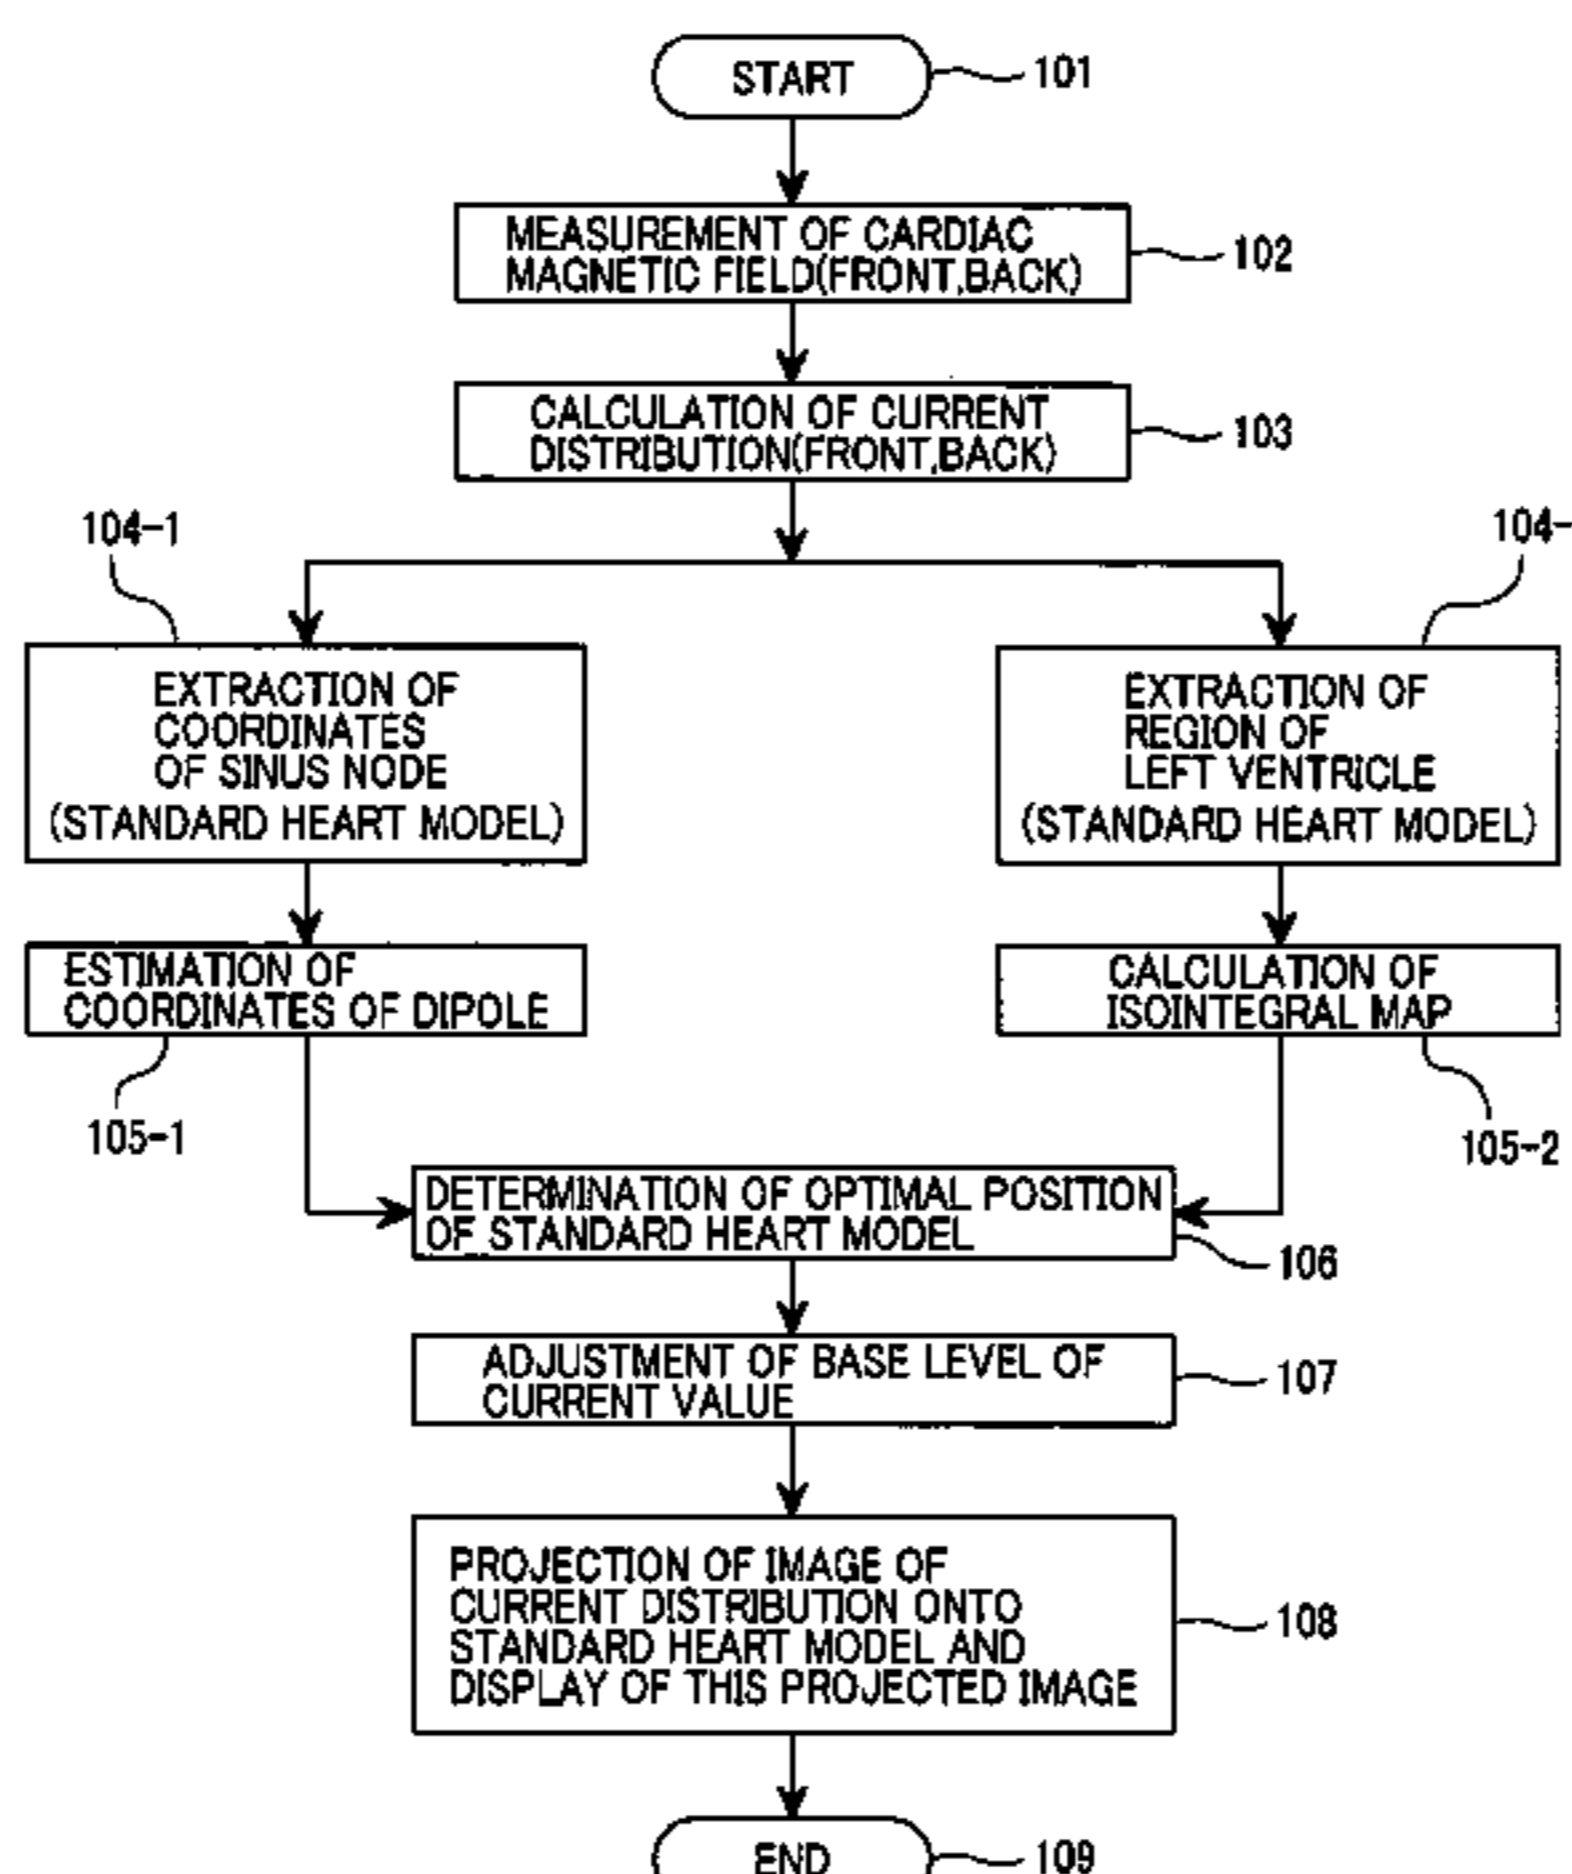 START
101
MEASUREMENT OF CARDIAC
MAGNETIC FIELD(FRONT,BACK)
102
CALCULATION OF CURRENT
DISTRIBUTION(FRONT,BACK)
103
104-1
104-
EXTRACTION OF
COORDINATES
OF SINUS NODE
(STANDARD HEART MODEL)
EXTRACTION OF
REGION OF
LEFT VENTRICLE
(STANDARD HEART MODEL)
ESTIMATION OF
COORDINATES OF DIPOLE
CALCULATION OF
ISOINTEGRAL MAP
105-1
105-2
DETERMINATION OF OPTIMAL POSITION
OF STANDARD HEART MODEL
106
ADJUSTMENT OF BASE LEVEL OF
CURRENT VALUE
107
PROJECTION OF IMAGE OF
CURRENT DISTRIBUTION ONTO
STANDARD HEART MODEL AND
DISPLAY OF THIS PROJECTED IMAGE
108
END
109